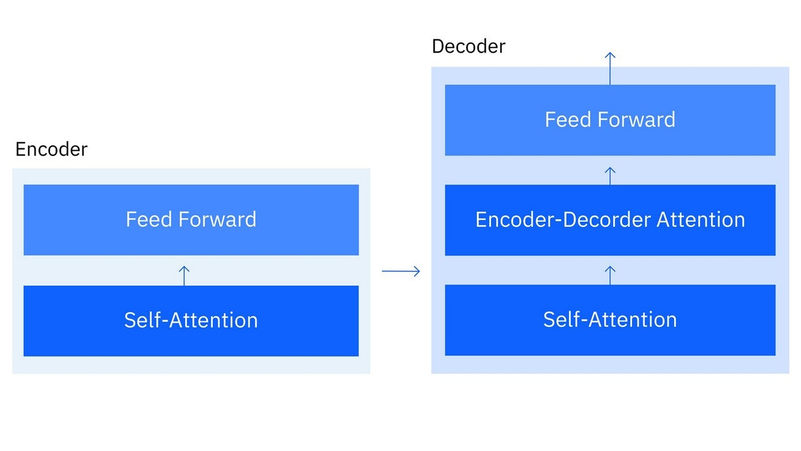 Encoder
Feed Forward
Self-Attention
Decoder
Feed Forward
Encoder-Decorder Attention
Self-Attention